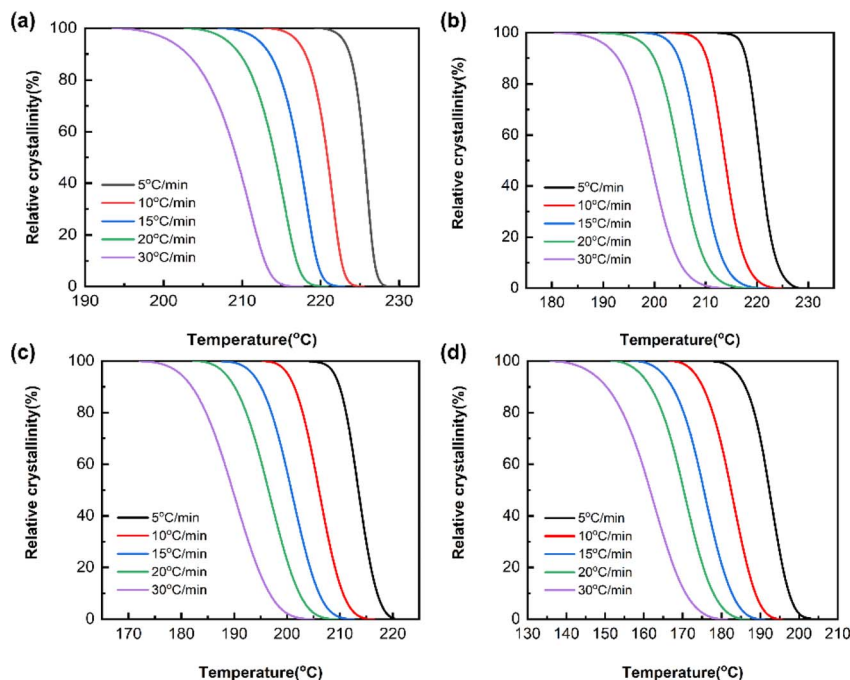 (a)
Relative crystallinity(%)
100
80
60
40
20
0
5°C/min
10°C/min
15°C/min
20°C/min
30°C/min
190 200 210 220 230
Temperature(°C)
(b)
Relative crystallinity(%)
100
80
60
40
20
0
5°C/min
10°C/min
15°C/min
20°C/min
30°C/min
180 190 200 210 220 230
Temperature(°C)
(c)
Relative crystallinity(%)
100
80
60
40
20
0
5°C/min
10°C/min
15°C/min
20°C/min
30°C/min
170 180 190 200 210 220
Temperature(°C)
(d)
Relative crystallinity(%)
100
80
60
40
20
0
5°C/min
10°C/min
15°C/min
20°C/min
30°C/min
130 140 150 160 170 180 190 200 210
Temperature(°C)